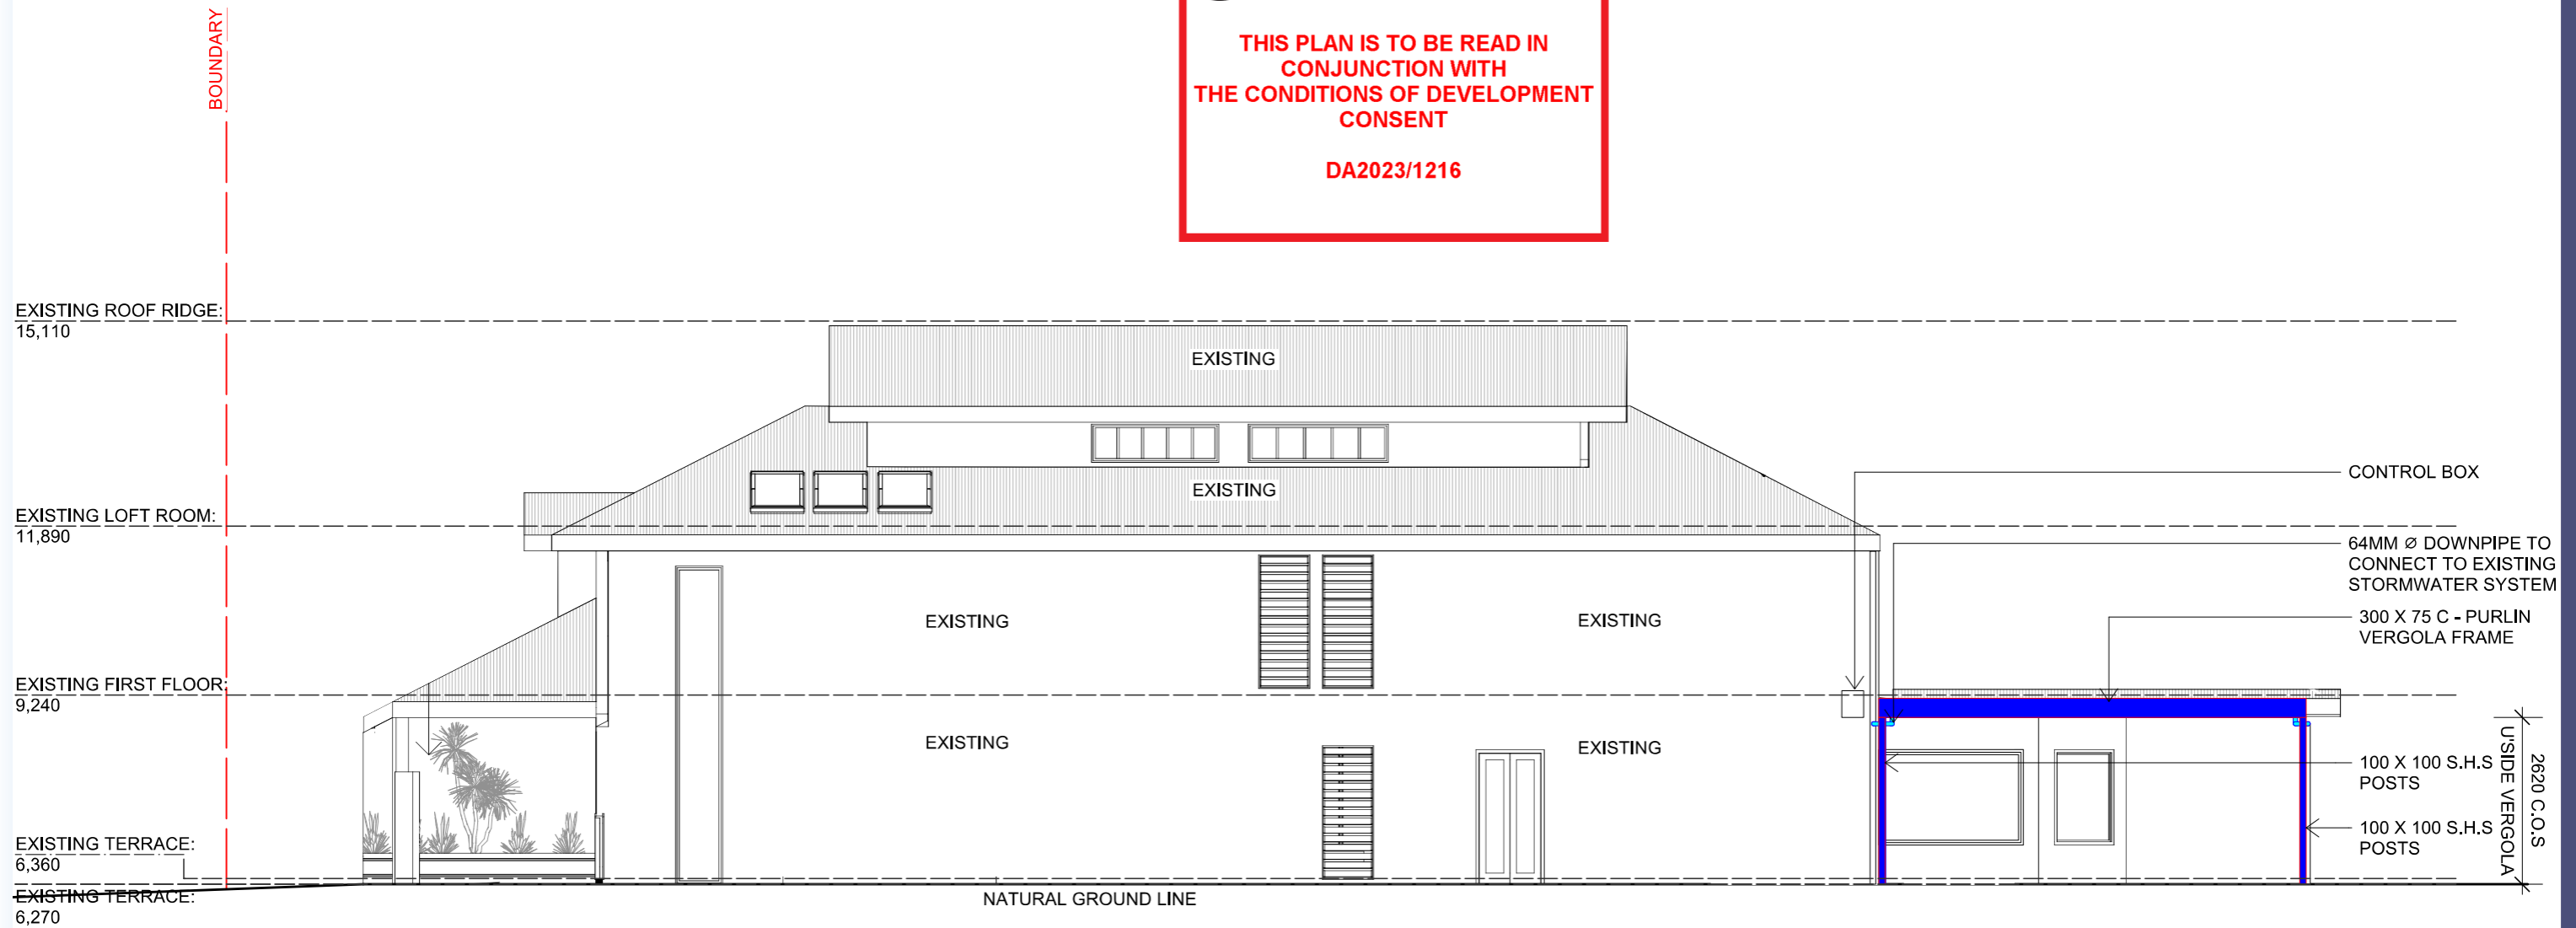 BOUNDARY
THIS PLAN IS TO BE READ IN
CONJUNCTION WITH
THE CONDITIONS OF DEVELOPMENT
CONSENT
DA2023/1216
EXISTING ROOF RIDGE:
15,110
EXISTING
EXISTING
CONTROL BOX
EXISTING LOFT ROOM:
11,890
64MM Ø DOWNPIPE TO
CONNECT TO EXISTING
STORMWATER SYSTEM
300 X 75 C - PURLIN
VERGOLA FRAME
EXISTING
EXISTING
EXISTING FIRST FLOOR:
9,240
EXISTING
EXISTING
100 X 100 S.H.S
POSTS
100 X 100 S.H.S
POSTS
2620 C.O.S
U'SIDE VERGOLA
EXISTING TERRACE:
6,360
EXISTING TERRACE:
6,270
NATURAL GROUND LINE